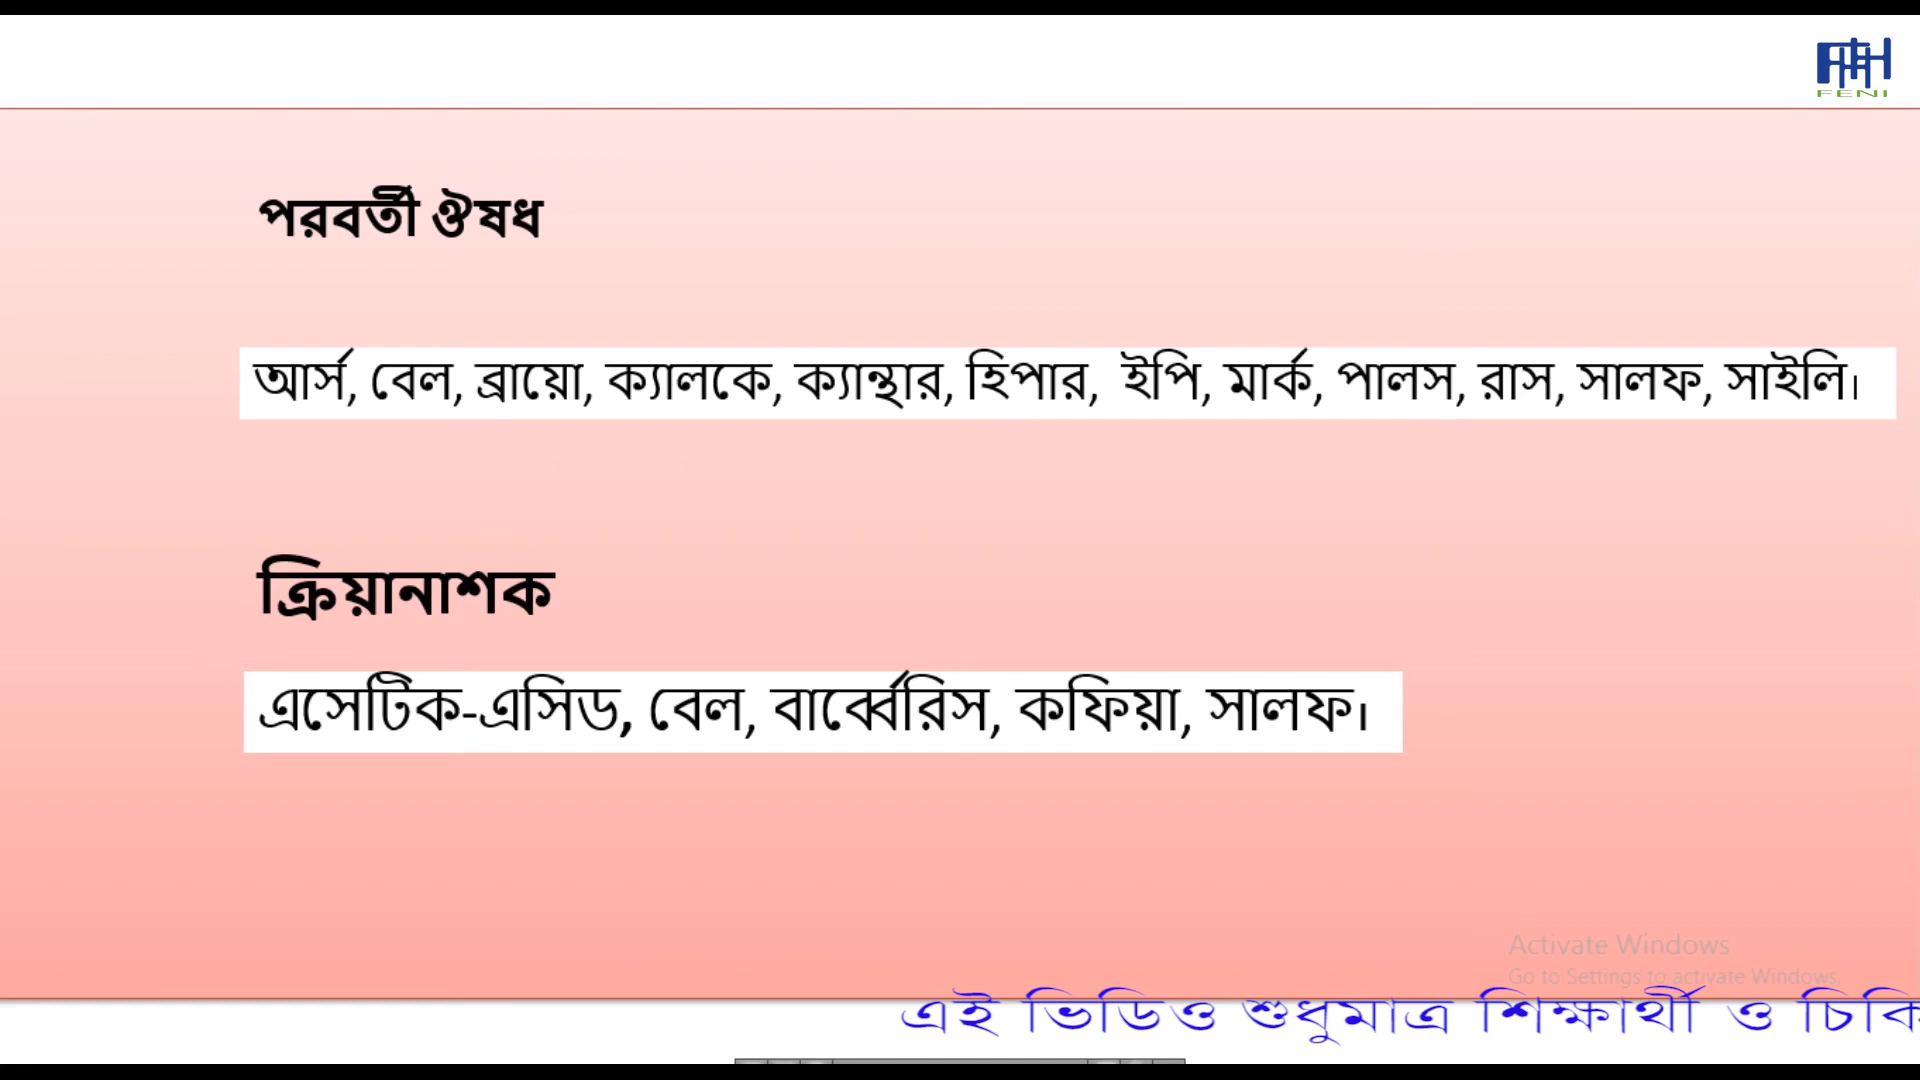 FENI
পরবর্তী ঔষধ
আর্স, বেল, ব্রায়ো, ক্যালকে, ক্যান্থার, হিপার, ইপি, মার্ক, পালস, রাস, সালফ, সাইলি।
ক্রিয়ানাশক
এসেটিক-এসিড, বেল, বার্ব্বেরিস, কফিয়া, সালফ।
Activate Windows
Go to Settings to activate Windows.
এই ভিডিও শুধুমাত্র শিক্ষার্থী ও